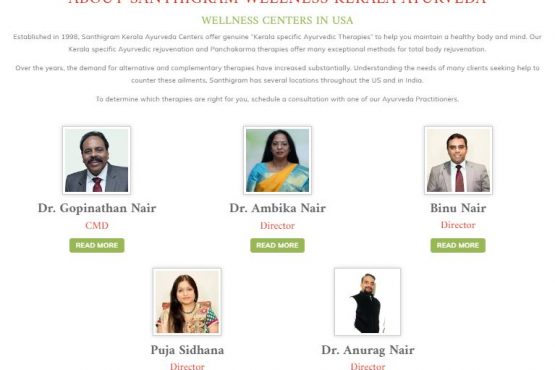 ABOUT SANTHIGRAM WELLNESS KERALA AYURVEDA
WELLNESS CENTERS IN USA
Established in 1998, Santhigram Kerala Ayurveda Centers offer genuine "Kerala specific Ayurvedic Therapies" to help you maintain a healthy body and mind. Our
Kerala specific Ayurvedic rejuvenation and Panchakarma therapies offer many exceptional methods for total body rejuvenation.
Over the years, the demand for alternative and complementary therapies have increased substantially. Understanding the needs of many clients seeking help to
counter these ailments, Santhigram has several locations throughout the US and in India.
To determine which therapies are right for you, schedule a consultation with one of our Ayurveda Practitioners.
Dr. Gopinathan Nair
Dr. Ambika Nair
Binu Nair
CMD
Director
Director
READ MORE
READ MORE
READ MORE
Puja Sidhana
Dr. Anurag Nair
Director
Director